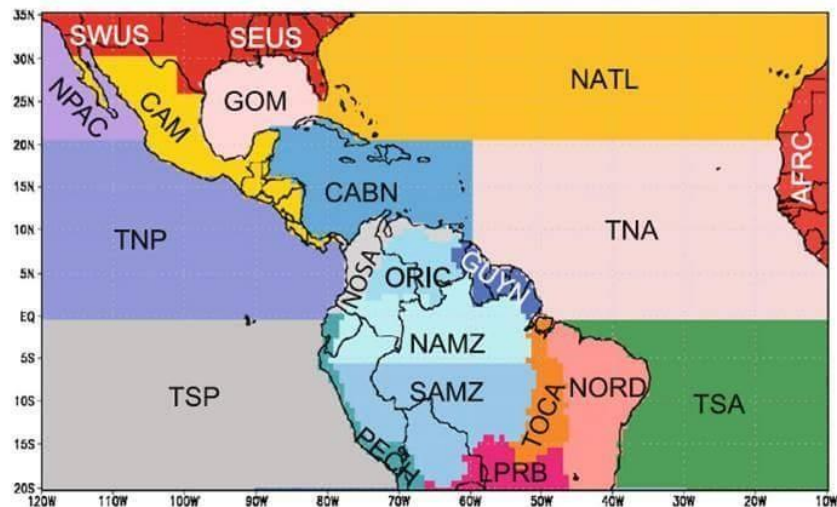 35N
SWUS SEUS
30N
NATL
NPAC
CAM
GOM
25N
20N
AFRC
15N
CABN
10N
TNP
TNA
5N
NOSA
ORIC
GUYN
EQ
NAMZ
5S
SAMZ
TSP
NORD
TSA
10S
TOCA
15S
PECH
LPRB
20S
120W 110W 100W 90W 80W 70W 60W 50W 40W 30W 20W 10W